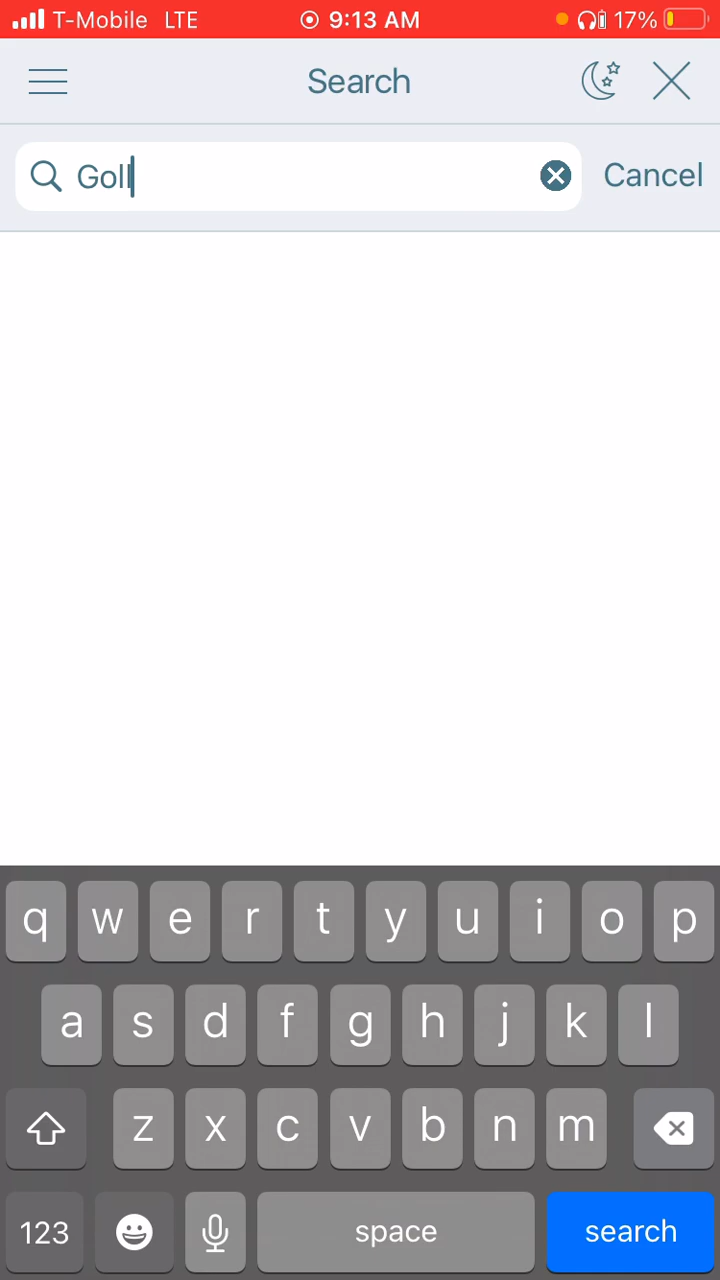 T-Mobile LTE 9:13 AM 17%
Search
Goll Cancel
q w e r t y u i o p
a s d f g h j k l
z x c v b n m
123 space search